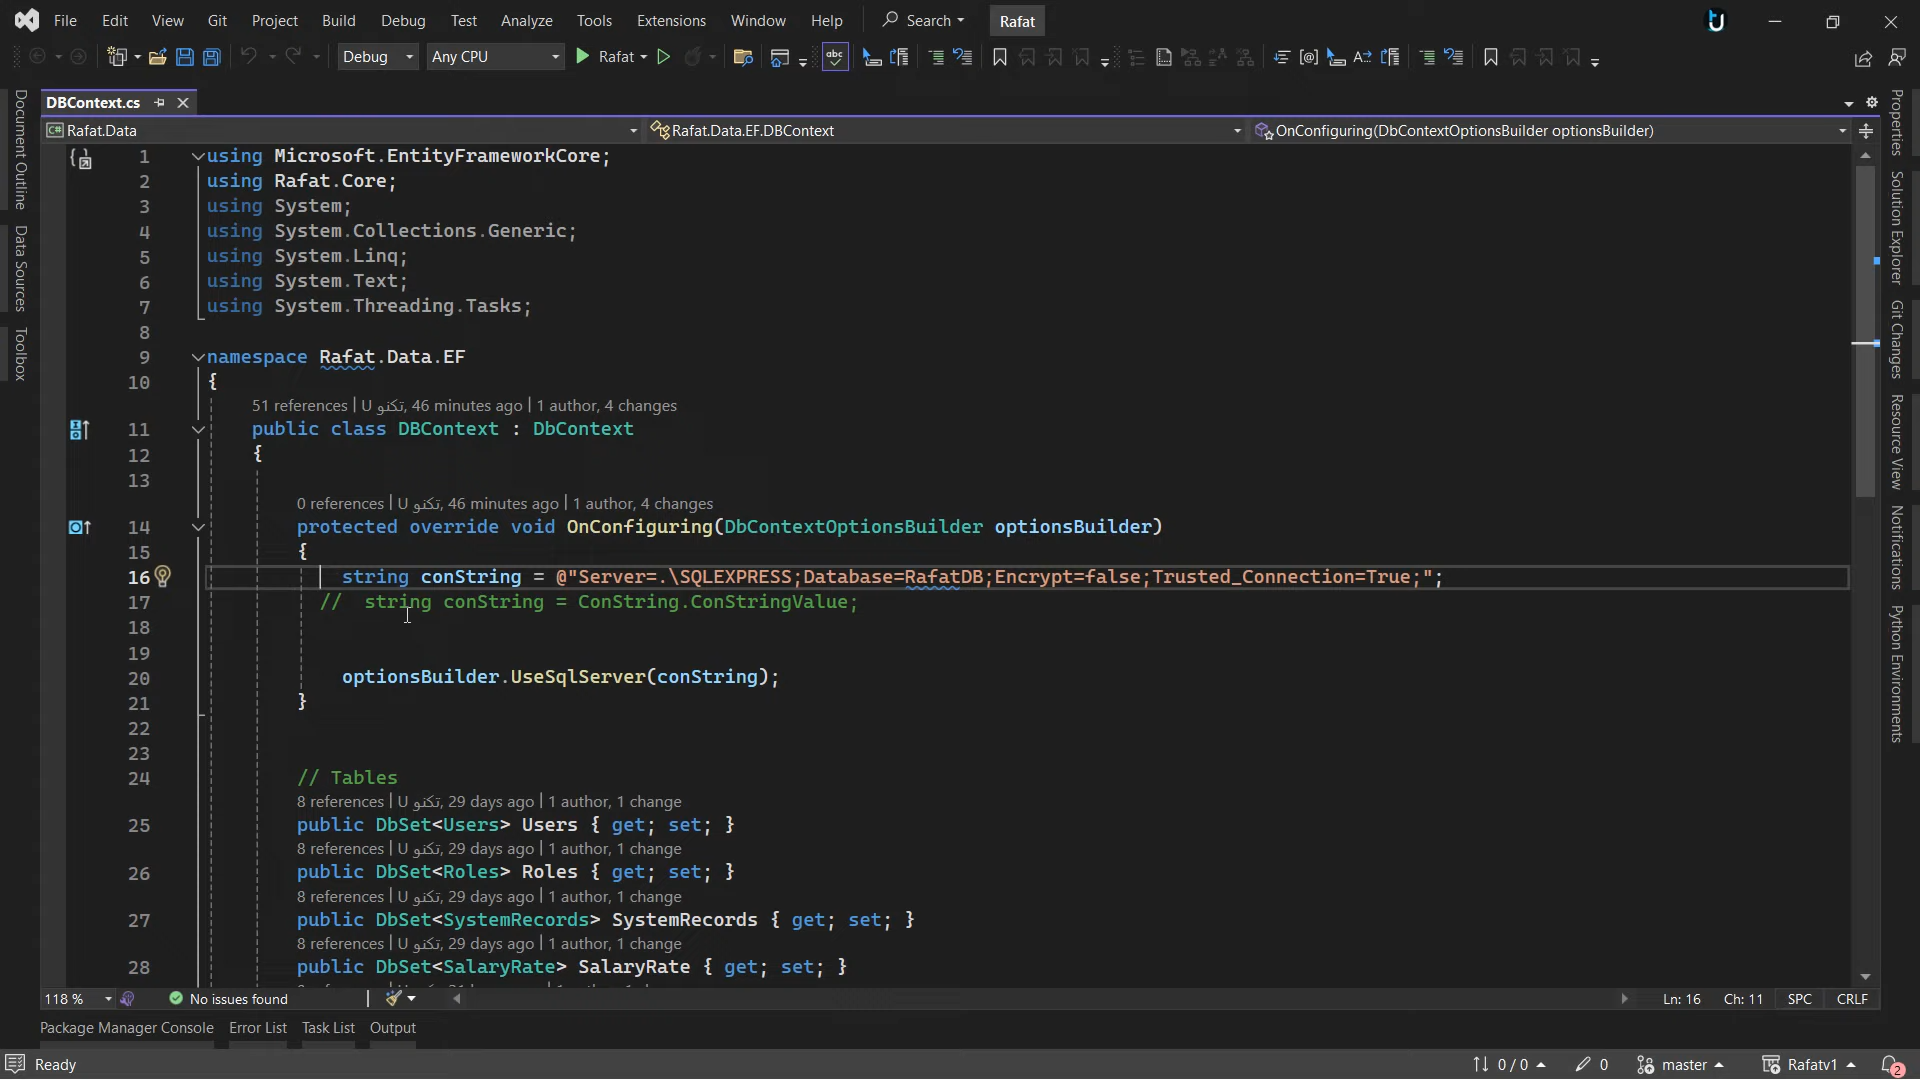 File Edit View Git Project Build Debug Test Analyze Tools Extensions Window Help Search Rafat
Debug Any CPU Rafat
DBContext.cs
Rafat.Data Rafat.Data.EF.DBContext OnConfiguring(DbContextOptionsBuilder optionsBuilder)
Document Outline
Data Sources
Toolbox
1 using Microsoft.EntityFrameworkCore;
2 using Rafat.Core;
3 using System;
4 using System.Collections.Generic;
5 using System.Linq;
6 using System.Text;
7 using System.Threading.Tasks;
8
9 namespace Rafat.Data.EF
10 {
51 references | U تكنو, 46 minutes ago | 1 author, 4 changes
11 public class DBContext : DbContext
12 {
13
0 references | U تكنو, 46 minutes ago | 1 author, 4 changes
14 protected override void OnConfiguring(DbContextOptionsBuilder optionsBuilder)
15 {
16 string conString = @"Server=.\SQLEXPRESS;Database=RafatDB;Encrypt=false;Trusted_Connection=True;";
17 // string conString = ConString.ConStringValue;
18
19
20 optionsBuilder.UseSqlServer(conString);
21 }
22
23
24 // Tables
8 references | U تكنو, 29 days ago | 1 author, 1 change
25 public DbSet<Users> Users { get; set; }
8 references | U تكنو, 29 days ago | 1 author, 1 change
26 public DbSet<Roles> Roles { get; set; }
8 references | U تكنو, 29 days ago | 1 author, 1 change
27 public DbSet<SystemRecords> SystemRecords { get; set; }
8 references | U تكنو, 29 days ago | 1 author, 1 change
28 public DbSet<SalaryRate> SalaryRate { get; set; }
Properties
Solution Explorer
Git Changes
Resource View
Notifications
Python Environments
118 % No issues found Ln: 16 Ch: 11 SPC CRLF
Package Manager Console Error List Task List Output
Ready 0 / 0 0 master Rafatv1 2